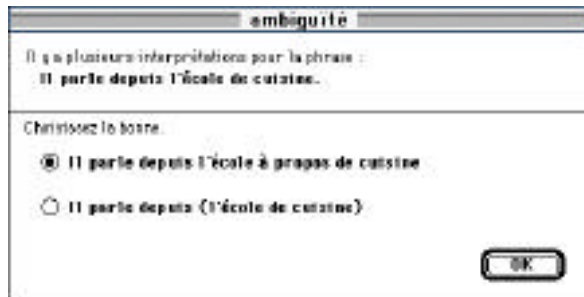 ambiguité
Il y a plusieurs interprétations pour la phrase :
Il parle depuis l'école de cuisine.
Choisissez la bonne.
Il parle depuis l'école à propos de cuisine
Il parle depuis (l'école de cuisine)
OK